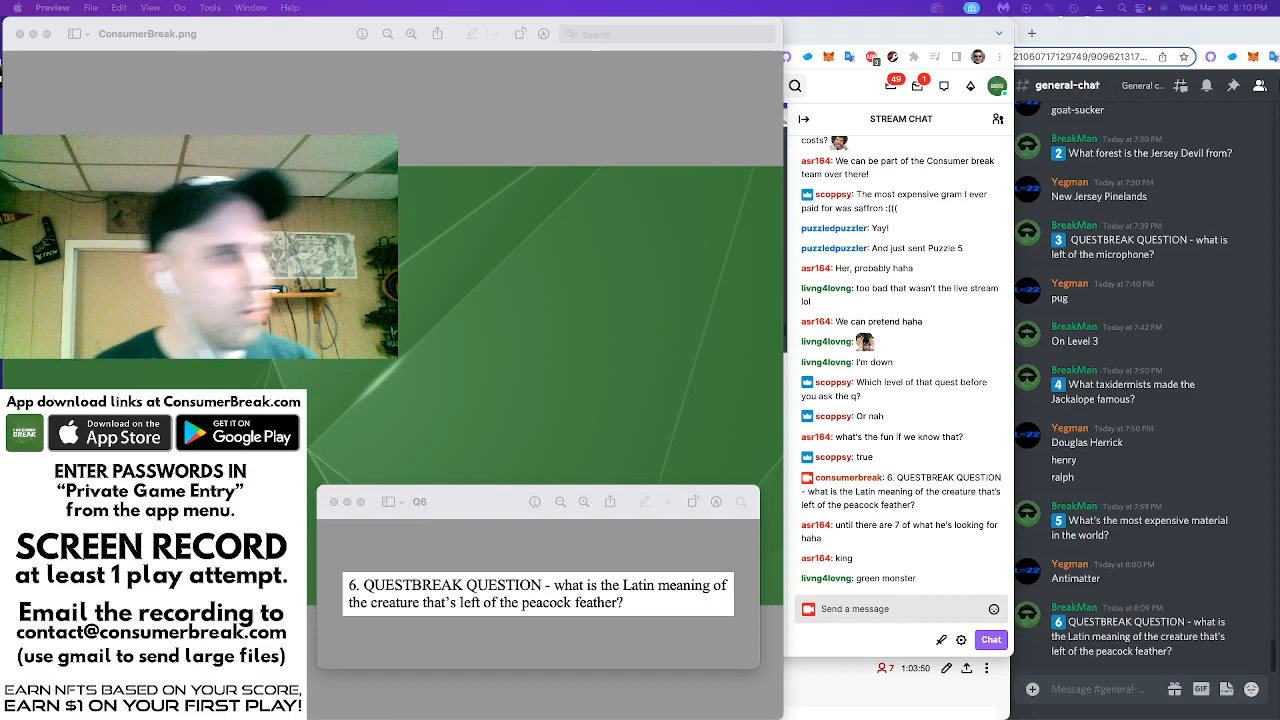 Preview File Edit View Go Tools Window Help
Wed Mar 30 8:10 PM
ConsumerBreak.png
Search
21060717129749/909621317...
49
1
general-chat
General c...
STREAM CHAT
costs?
asr164: We can be part of the Consumer break
team over there!
scoppsy: The most expensive gram I ever
paid for was saffron :(((
puzzledpuzzler: Yay!
puzzledpuzzler: And just sent Puzzle 5
asr164: Her, probably haha
livng4lovng: too bad that wasn't the live stream
lol
asr164: We can pretend haha
livng4lovng:
livng4lovng: I'm down
scoppsy: Which level of that quest before
you ask the q?
scoppsy: Or nah
asr164: what's the fun if we know that?
scoppsy: true
consumerbreak: 6. QUESTBREAK QUESTION
- what is the Latin meaning of the creature that's
left of the peacock feather?
asr164: until there are 7 of what he's looking for
haha
asr164: king
livng4lovng: green monster
Send a message
Chat
7 1:03:50
goat-sucker
BreakMan Today at 7:30 PM
2 What forest is the Jersey Devil from?
Yegman Today at 7:30 PM
New Jersey Pinelands
BreakMan Today at 7:39 PM
3 QUESTBREAK QUESTION - what is
left of the microphone?
Yegman Today at 7:40 PM
pug
BreakMan Today at 7:42 PM
On Level 3
BreakMan Today at 7:50 PM
4 What taxidermists made the
Jackalope famous?
Yegman Today at 7:50 PM
Douglas Herrick
henry
ralph
BreakMan Today at 7:59 PM
5 What's the most expensive material
in the world?
Yegman Today at 8:00 PM
Antimatter
BreakMan Today at 8:09 PM
6 QUESTBREAK QUESTION - what is
the Latin meaning of the creature that's
left of the peacock feather?
Message #general-...
GIF
App download links at ConsumerBreak.com
CONSUMER
BREAK
Download on the
App Store
GET IT ON
Google Play
ENTER PASSWORDS IN
“Private Game Entry”
from the app menu.
SCREEN RECORD
at least 1 play attempt.
Email the recording to
contact@consumerbreak.com
(use gmail to send large files)
EARN NFTS BASED ON YOUR SCORE,
EARN $1 ON YOUR FIRST PLAY!
Q6
6. QUESTBREAK QUESTION - what is the Latin meaning of
the creature that’s left of the peacock feather?